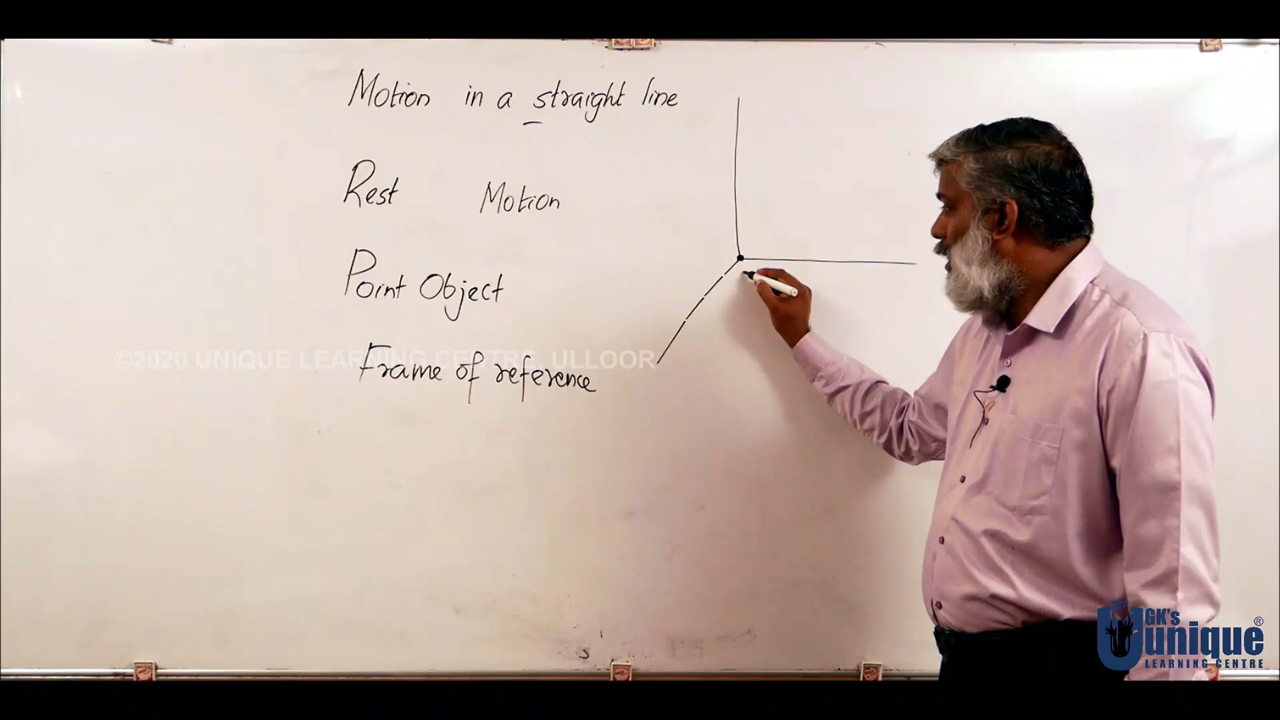 Motion in a straight line
Rest Motion
Point Object
©2020 UNIQUE LEARNING CENTRE, ULLOOR
Frame of reference
GK's
unique ®
LEARNING CENTRE